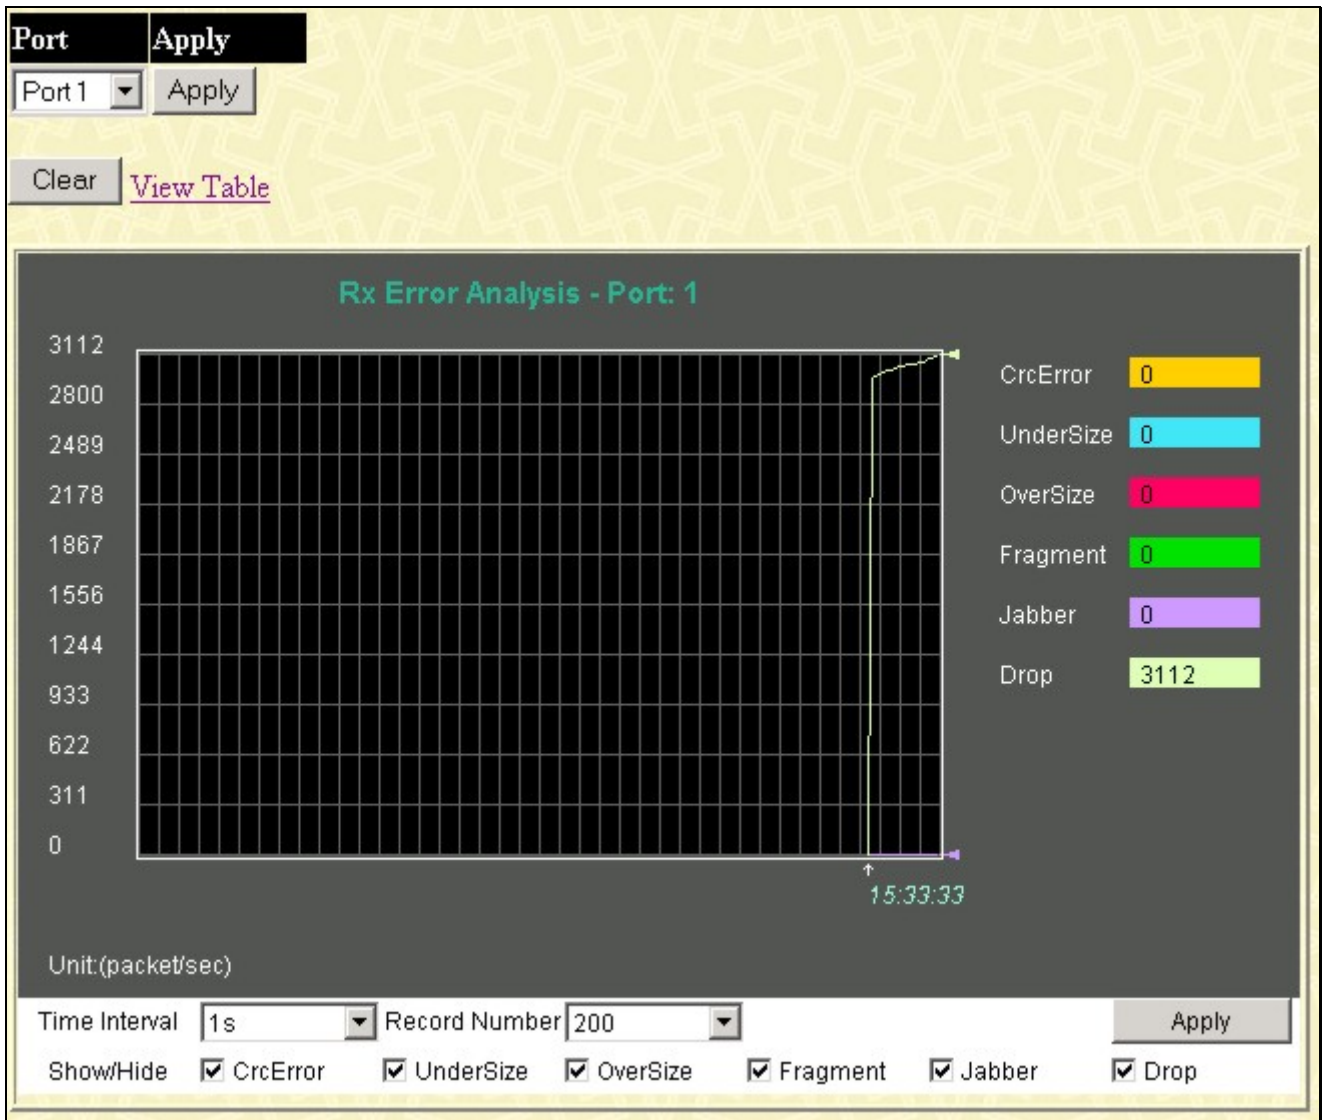 Port Apply
Port 1 Apply
Clear View Table
Rx Error Analysis - Port: 1
3112
2800
2489
2178
1867
1556
1244
933
622
311
0
CrcError 0
UnderSize 0
OverSize 0
Fragment 0
Jabber 0
Drop 3112
15:33:33
Unit:(packet/sec)
Time Interval 1s Record Number 200 Apply
Show/Hide CrcError UnderSize OverSize Fragment Jabber Drop